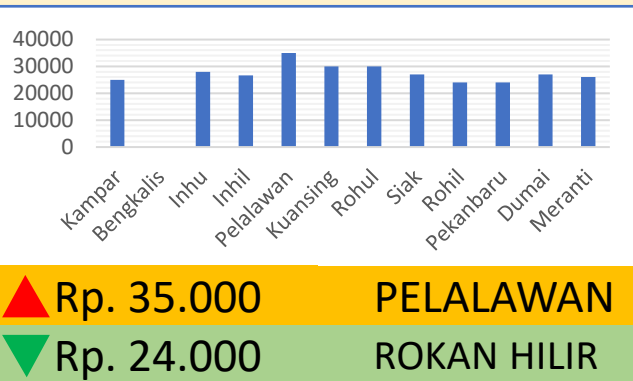 40000
30000
20000
10000
0
Kampar
Bengkalis
Inhu
Inhil
Pelalawan
Kuansing
Rohul
Siak
Rohil
Pekanbaru
Dumai
Meranti
Rp. 35.000 PELALAWAN
Rp. 24.000 ROKAN HILIR